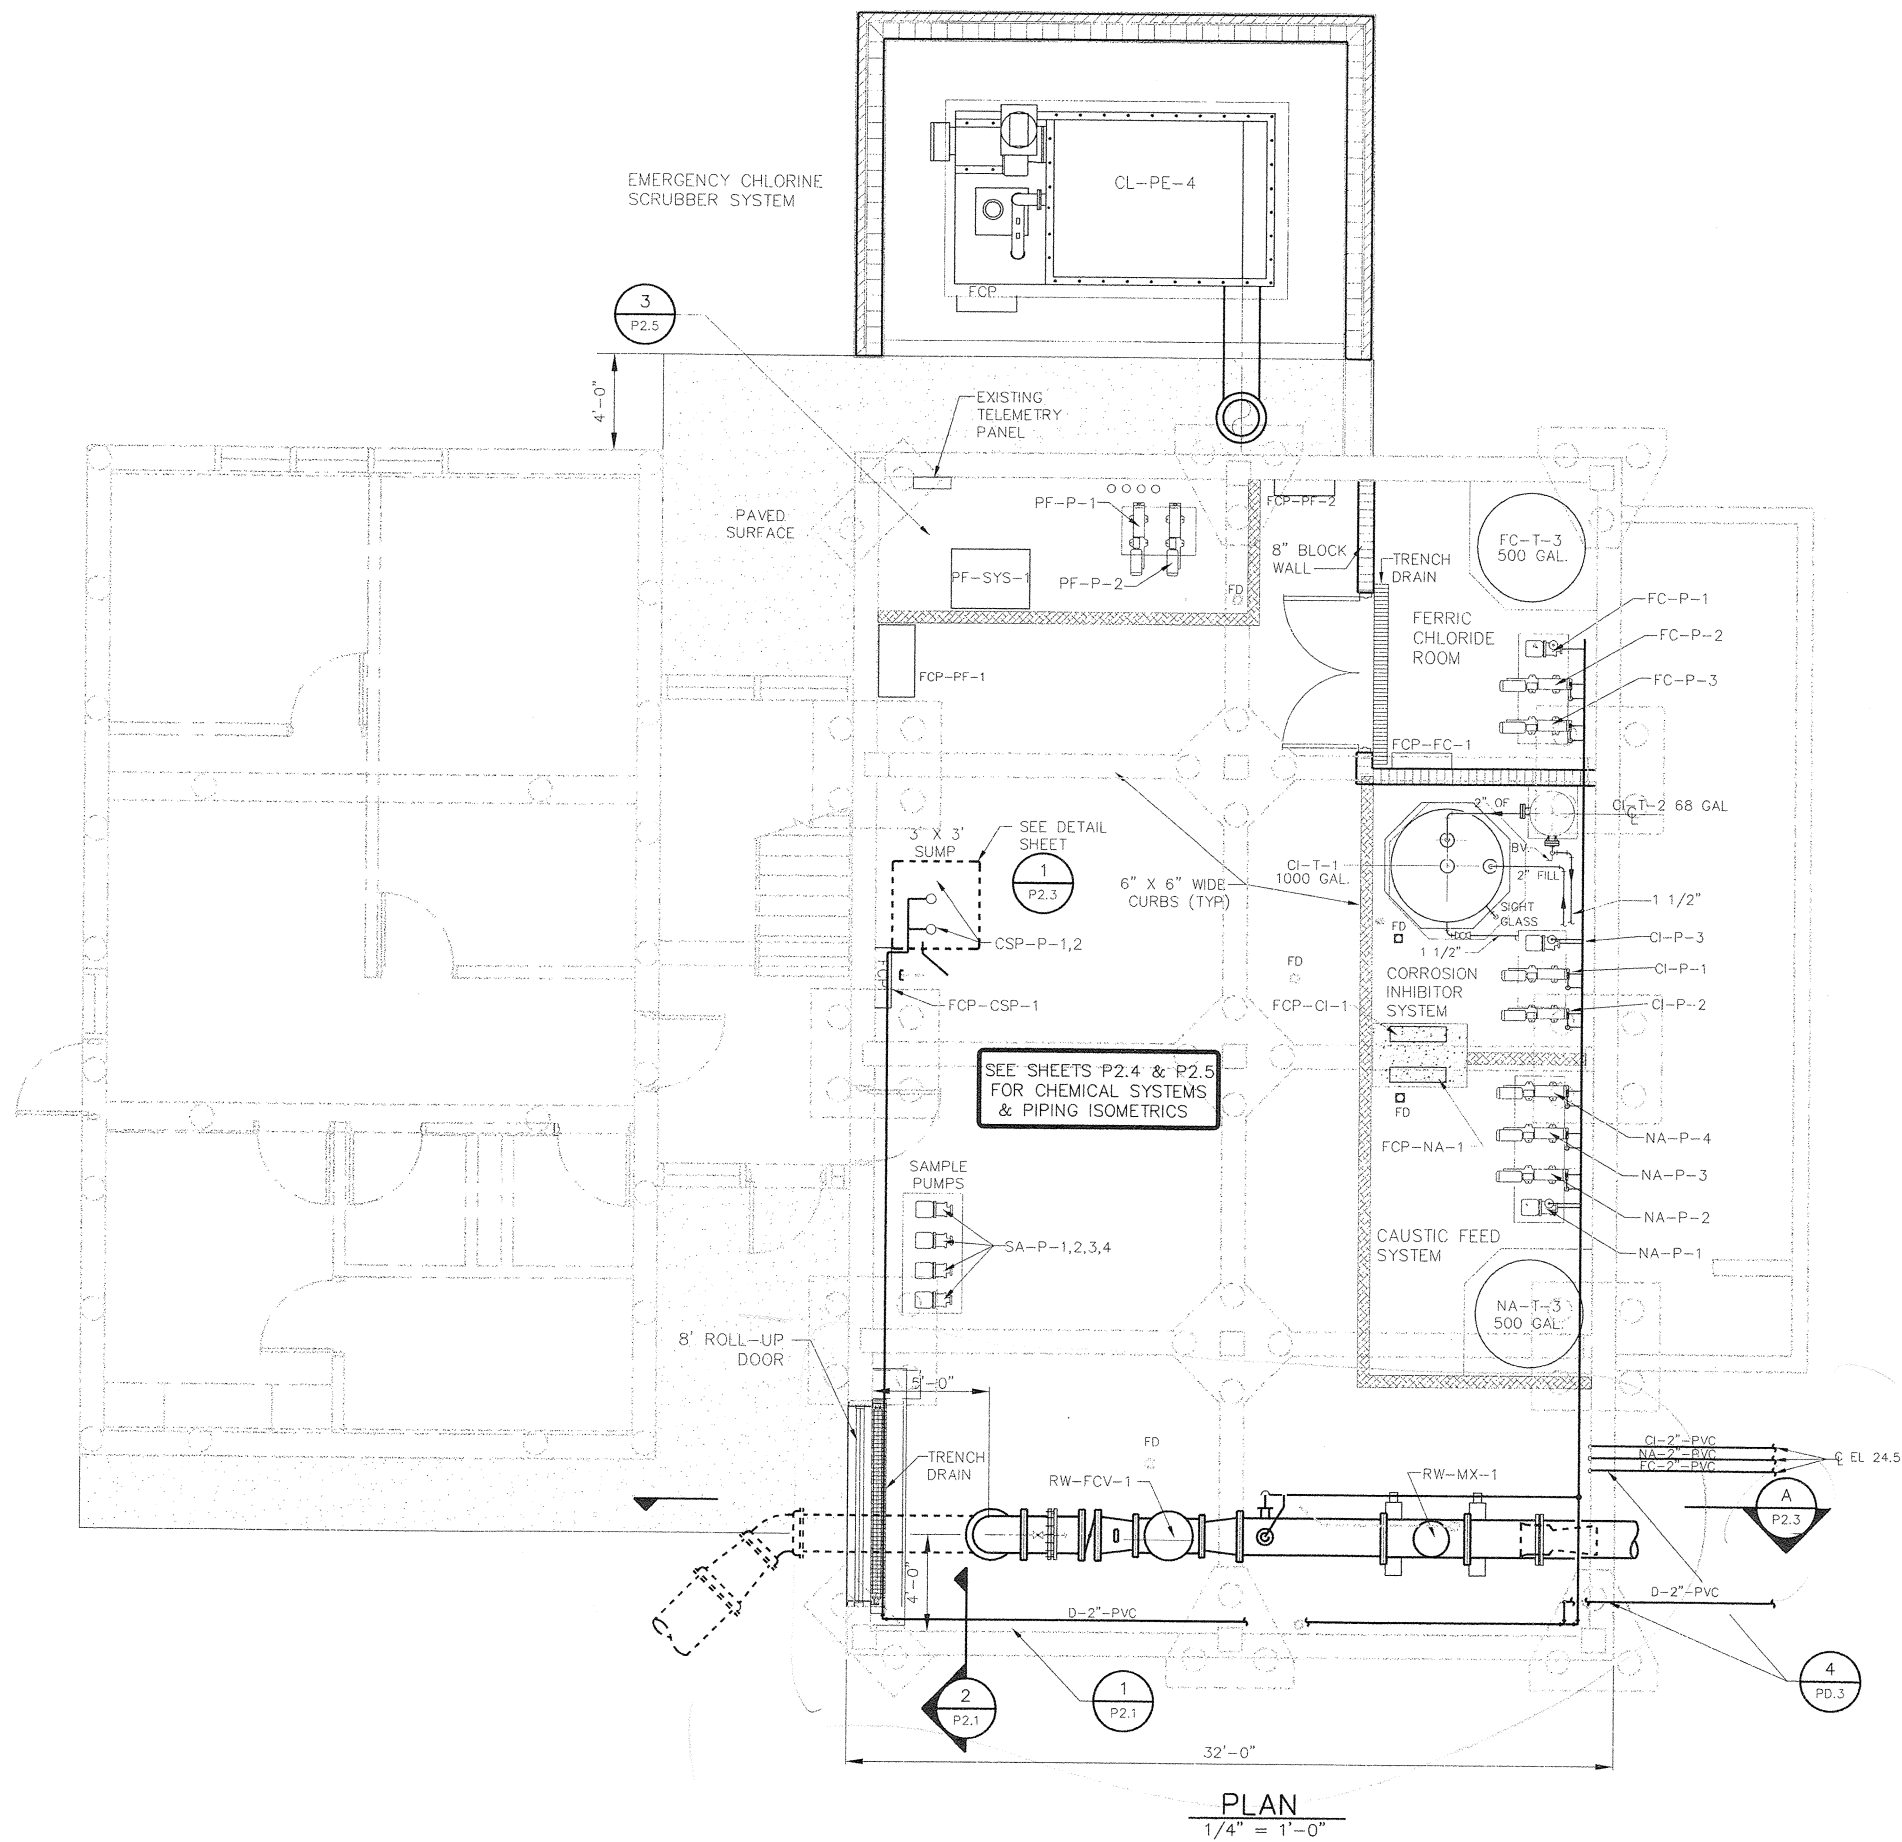 EMERGENCY CHLORINE
SCRUBBER SYSTEM
CL-PE-4
FCP
3
P2.5
4'-0"
EXISTING
TELEMETRY
PANEL
PAVED
SURFACE
PF-P-1
PF-SYS-1
PF-P-2
FD
FCP-PF-2
8" BLOCK
WALL
TRENCH
DRAIN
FC-T-3
500 GAL.
FERRIC
CHLORIDE
ROOM
FC-P-1
FC-P-2
FC-P-3
FCP-PF-1
FCP-FC-1
3' X 3'
SUMP
SEE DETAIL
SHEET
1
P2.3
6" X 6" WIDE
CURBS (TYP)
CSP-P-1,2
FCP-CSP-1
2" OF
CI-T-2 68 GAL
℄
CI-T-1
1000 GAL.
BV
2" FILL
SIGHT
GLASS
1 1/2"
1 1/2"
FD
FD
CI-P-3
CI-P-1
CI-P-2
CORROSION
INHIBITOR
SYSTEM
FCP-CI-1
SEE SHEETS P2.4 & P2.5
FOR CHEMICAL SYSTEMS
& PIPING ISOMETRICS
FD
FCP-NA-1
NA-P-4
NA-P-3
NA-P-2
NA-P-1
SAMPLE
PUMPS
SA-P-1,2,3,4
CAUSTIC FEED
SYSTEM
NA-T-3
500 GAL.
8' ROLL-UP
DOOR
5'-0"
TRENCH
DRAIN
FD
RW-FCV-1
RW-MX-1
CI-2"-PVC
NA-2"-PVC
FC-2"-PVC
℄ EL 24.5
A
P2.3
4'-0"
D-2"-PVC
D-2"-PVC
2
P2.1
1
P2.1
4
PD.3
32'-0"
PLAN
1/4" = 1'-0"